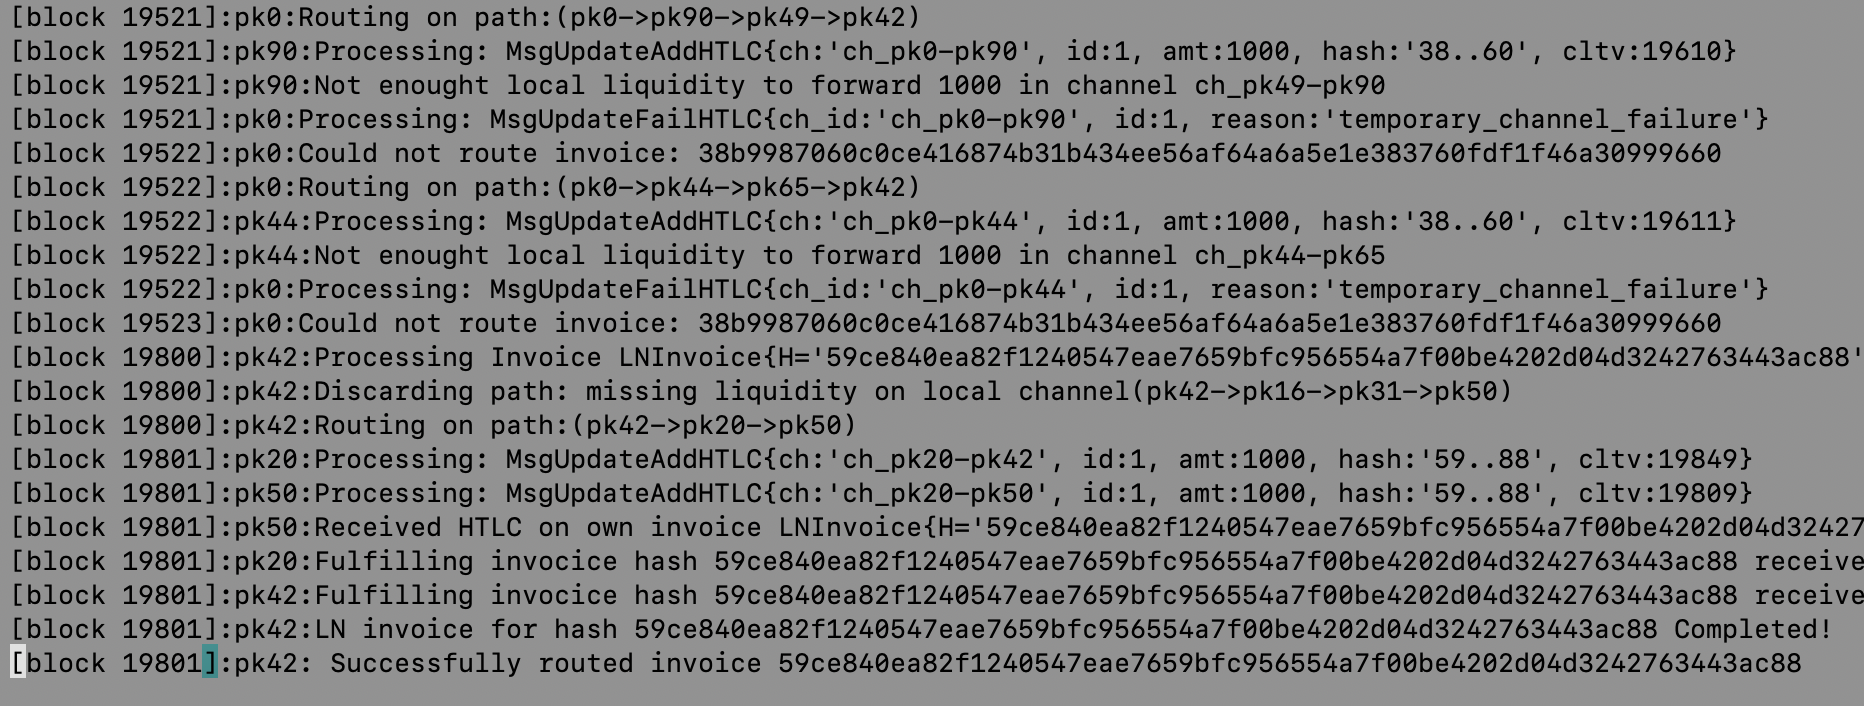 [block 19521]:pk0:Routing on path:(pk0->pk90->pk49->pk42)
[block 19521]:pk90:Processing: MsgUpdateAddHTLC{ch:'ch_pk0-pk90', id:1, amt:1000, hash:'38..60', cltv:19610}
[block 19521]:pk90:Not enought local liquidity to forward 1000 in channel ch_pk49-pk90
[block 19521]:pk0:Processing: MsgUpdateFailHTLC{ch_id:'ch_pk0-pk90', id:1, reason:'temporary_channel_failure'}
[block 19522]:pk0:Could not route invoice: 38b9987060c0ce416874b31b434ee56af64a6a5e1e383760fdf1f46a30999660
[block 19522]:pk0:Routing on path:(pk0->pk44->pk65->pk42)
[block 19522]:pk44:Processing: MsgUpdateAddHTLC{ch:'ch_pk0-pk44', id:1, amt:1000, hash:'38..60', cltv:19611}
[block 19522]:pk44:Not enought local liquidity to forward 1000 in channel ch_pk44-pk65
[block 19522]:pk0:Processing: MsgUpdateFailHTLC{ch_id:'ch_pk0-pk44', id:1, reason:'temporary_channel_failure'}
[block 19523]:pk0:Could not route invoice: 38b9987060c0ce416874b31b434ee56af64a6a5e1e383760fdf1f46a30999660
[block 19800]:pk42:Processing Invoice LNInvoice{H='59ce840ea82f1240547eae7659bfc956554a7f00be4202d04d3242763443ac88'
[block 19800]:pk42:Discarding path: missing liquidity on local channel(pk42->pk16->pk31->pk50)
[block 19800]:pk42:Routing on path:(pk42->pk20->pk50)
[block 19801]:pk20:Processing: MsgUpdateAddHTLC{ch:'ch_pk20-pk42', id:1, amt:1000, hash:'59..88', cltv:19849}
[block 19801]:pk50:Processing: MsgUpdateAddHTLC{ch:'ch_pk20-pk50', id:1, amt:1000, hash:'59..88', cltv:19809}
[block 19801]:pk50:Received HTLC on own invoice LNInvoice{H='59ce840ea82f1240547eae7659bfc956554a7f00be4202d04d32427
[block 19801]:pk20:Fulfilling invocice hash 59ce840ea82f1240547eae7659bfc956554a7f00be4202d04d3242763443ac88 receive
[block 19801]:pk42:Fulfilling invocice hash 59ce840ea82f1240547eae7659bfc956554a7f00be4202d04d3242763443ac88 receive
[block 19801]:pk42:LN invoice for hash 59ce840ea82f1240547eae7659bfc956554a7f00be4202d04d3242763443ac88 Completed!
[block 19801]:pk42: Successfully routed invoice 59ce840ea82f1240547eae7659bfc956554a7f00be4202d04d3242763443ac88